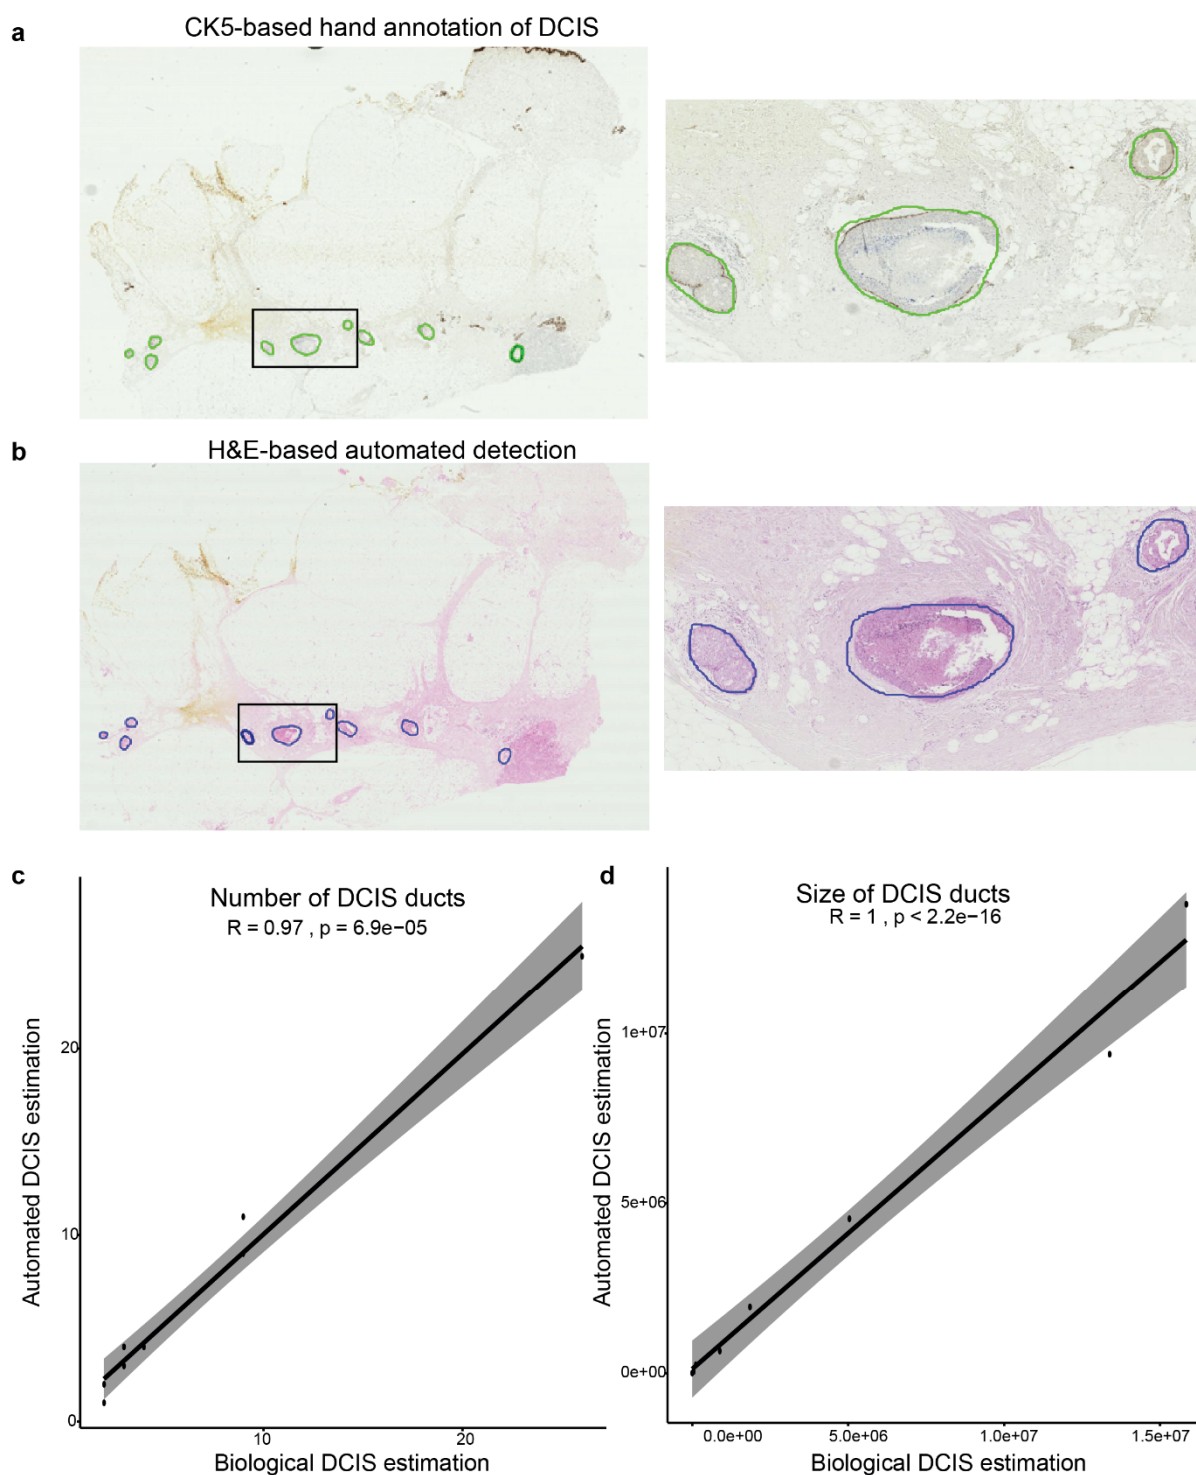 a
CK5-based hand annotation of DCIS
b
H&E-based automated detection
c
Number of DCIS ducts
R = 0.97 , p = 6.9e−05
Automated DCIS estimation
20
10
0
10
20
Biological DCIS estimation
d
Size of DCIS ducts
R = 1 , p < 2.2e−16
Automated DCIS estimation
1e+07
5e+06
0e+00
0.0e+00
5.0e+06
1.0e+07
1.5e+07
Biological DCIS estimation